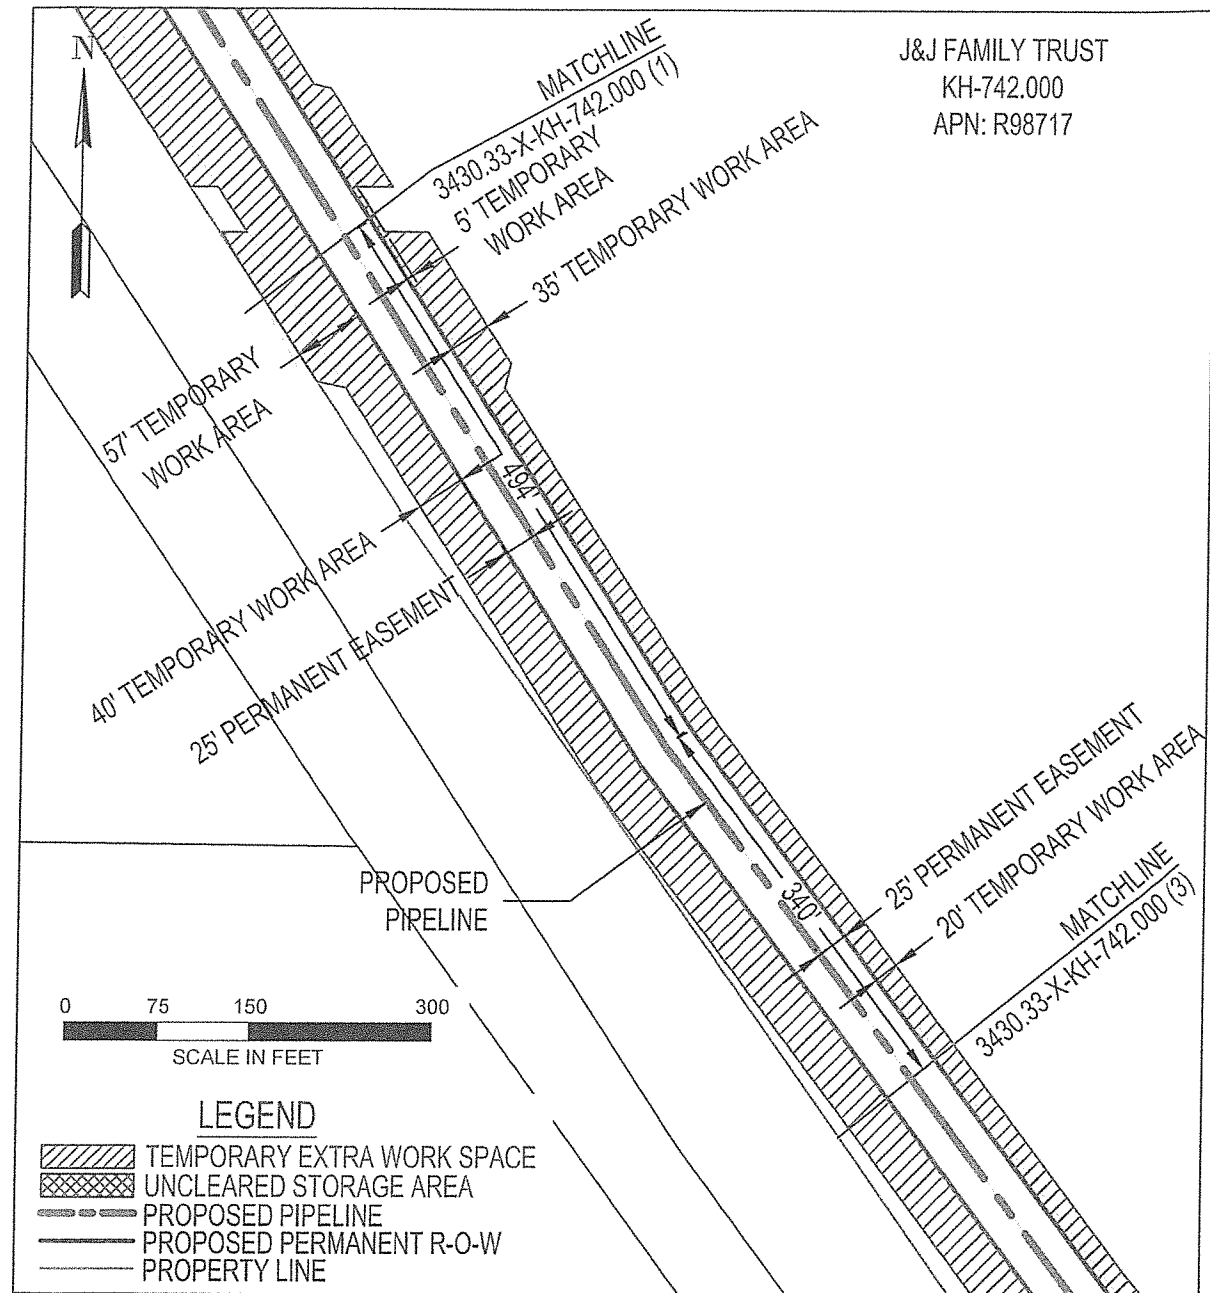 N
J&J FAMILY TRUST
KH-742.000
APN: R98717
MATCHLINE
3430.33-X-KH-742.000 (1)
5' TEMPORARY
WORK AREA
35' TEMPORARY WORK AREA
57' TEMPORARY
WORK AREA
494'
40' TEMPORARY WORK AREA
25' PERMANENT EASEMENT
25' PERMANENT EASEMENT
20' TEMPORARY WORK AREA
MATCHLINE
3430.33-X-KH-742.000 (3)
340'
PROPOSED
PIPELINE
0 75 150 300
SCALE IN FEET
LEGEND
TEMPORARY EXTRA WORK SPACE
UNCLEARED STORAGE AREA
PROPOSED PIPELINE
PROPOSED PERMANENT R-O-W
PROPERTY LINE